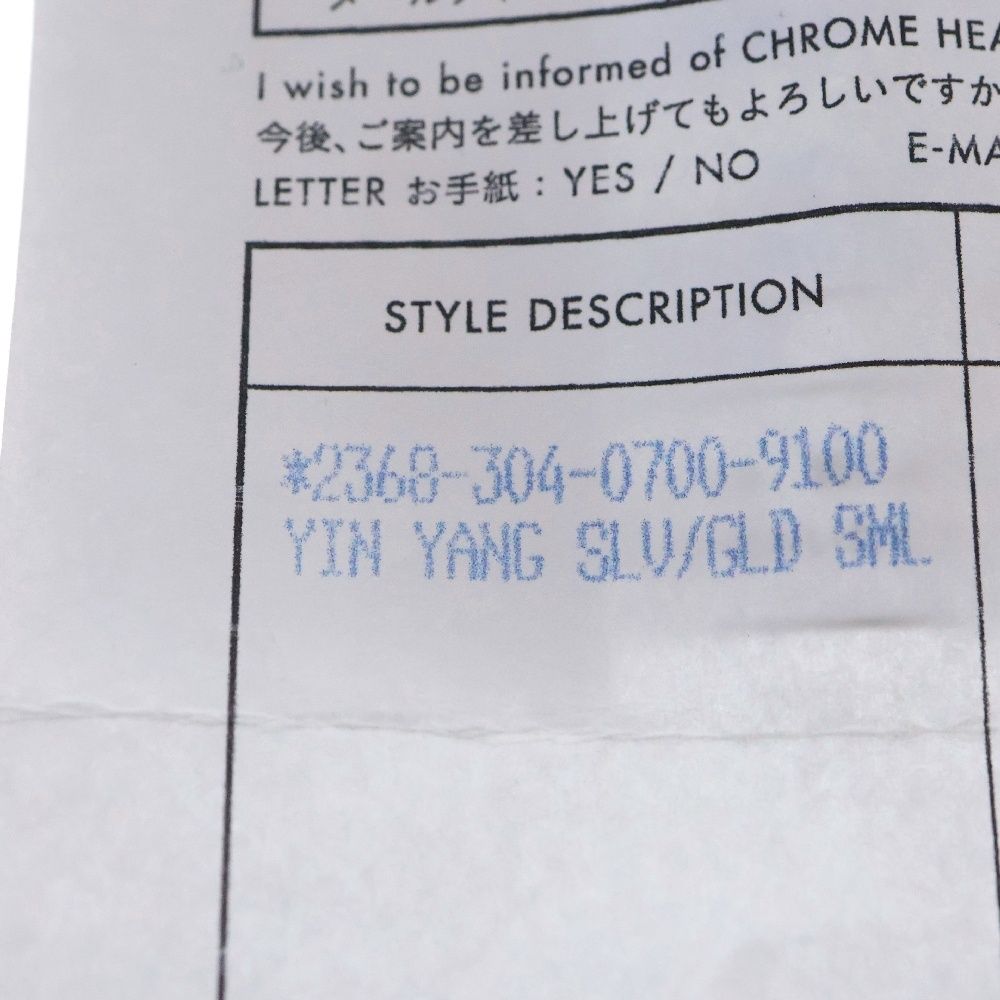 I wish to be informed of CHROME HEA
今後、ご案内を差し上げてもよろしいですか
LETTER お手紙 : YES / NO E-MA
STYLE DESCRIPTION
*2368-304-0700-9100
YIN YANG SLV/GLD SML